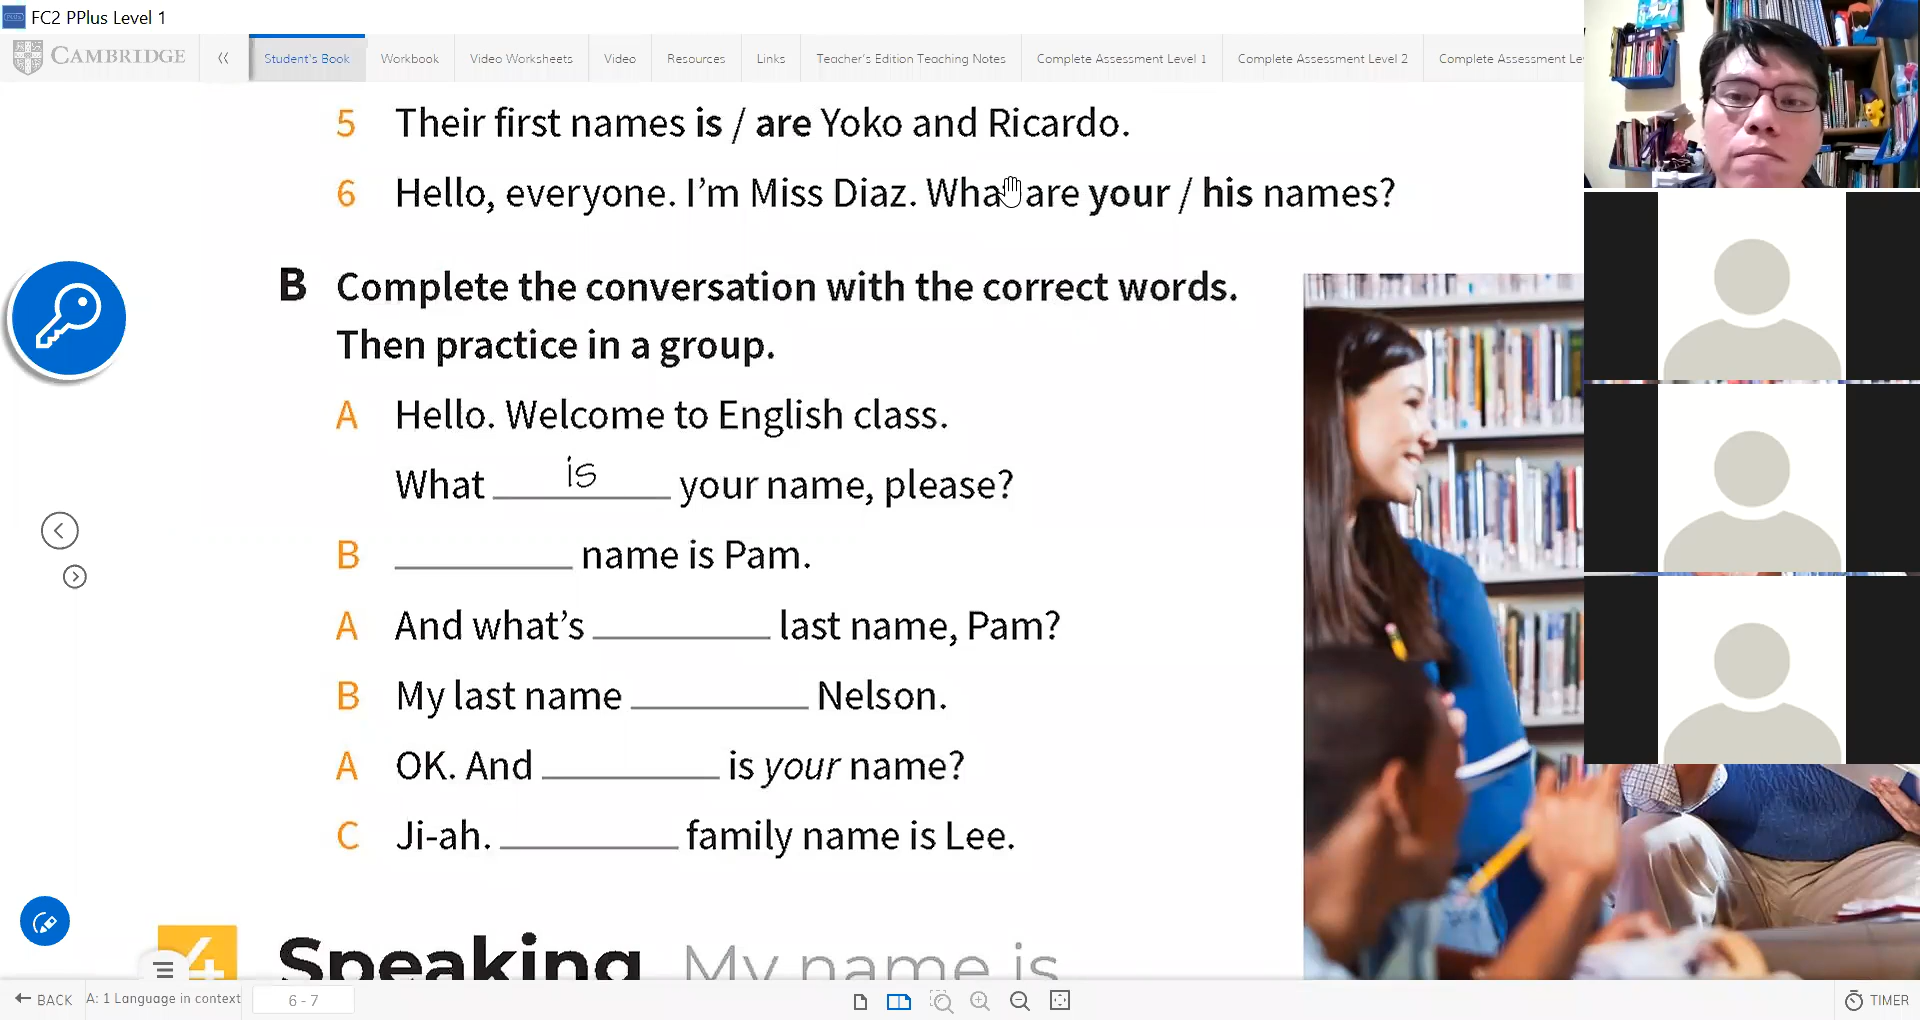 FC2 PPlus Level 1
CAMBRIDGE
Student's Book
Workbook
Video Worksheets
Video
Resources
Links
Teacher's Edition Teaching Notes
Complete Assessment Level 1
Complete Assessment Level 2
Complete Assessment Le
5 Their first names is / are Yoko and Ricardo.
6 Hello, everyone. I'm Miss Diaz. Wha are your / his names?
B Complete the conversation with the correct words.
Then practice in a group.
A Hello. Welcome to English class.
What is your name, please?
B name is Pam.
A And what's last name, Pam?
B My last name Nelson.
A OK. And is your name?
C Ji-ah. family name is Lee.
4 Speaking My name is
BACK
A: 1 Language in context
6 - 7
TIMER